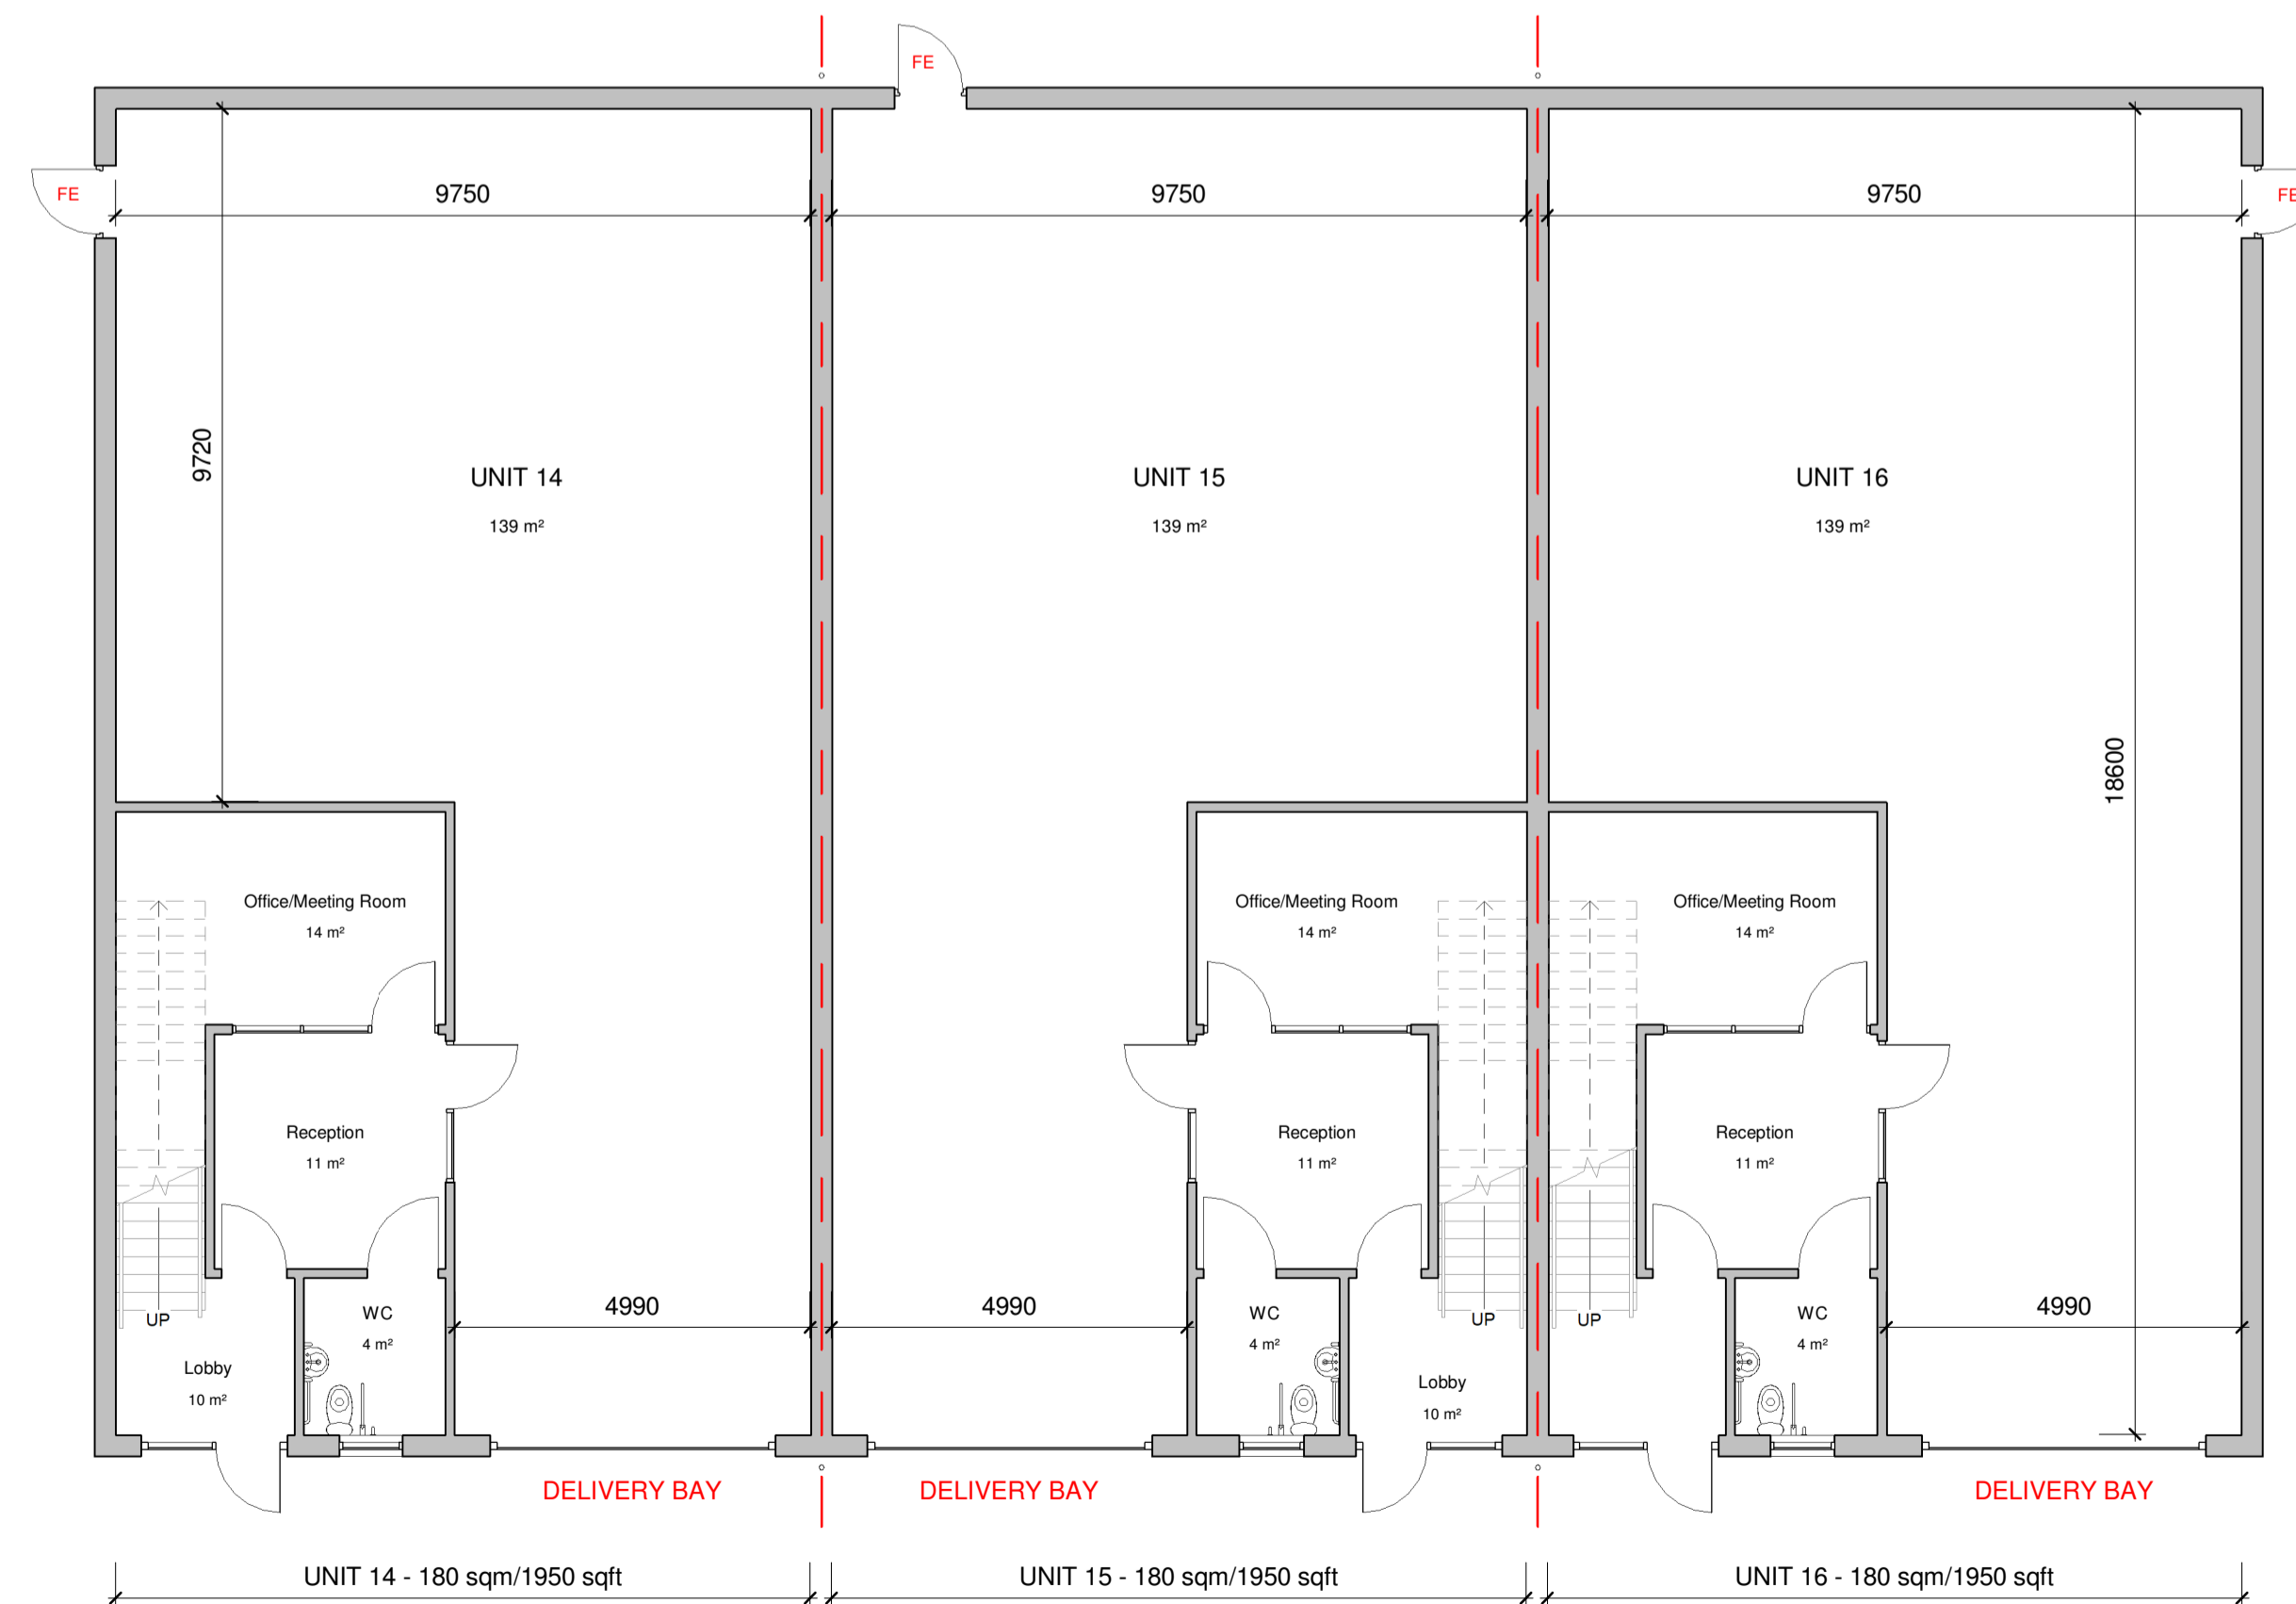 FE
FE
FE
9750
9750
9750
9720
UNIT 14
139 m²
UNIT 15
139 m²
UNIT 16
139 m²
18600
Office/Meeting Room
14 m²
Office/Meeting Room
14 m²
Office/Meeting Room
14 m²
Reception
11 m²
Reception
11 m²
Reception
11 m²
UP
WC
4 m²
4990
4990
WC
4 m²
UP
UP
WC
4 m²
4990
Lobby
10 m²
Lobby
10 m²
DELIVERY BAY
DELIVERY BAY
DELIVERY BAY
UNIT 14 - 180 sqm/1950 sqft
UNIT 15 - 180 sqm/1950 sqft
UNIT 16 - 180 sqm/1950 sqft